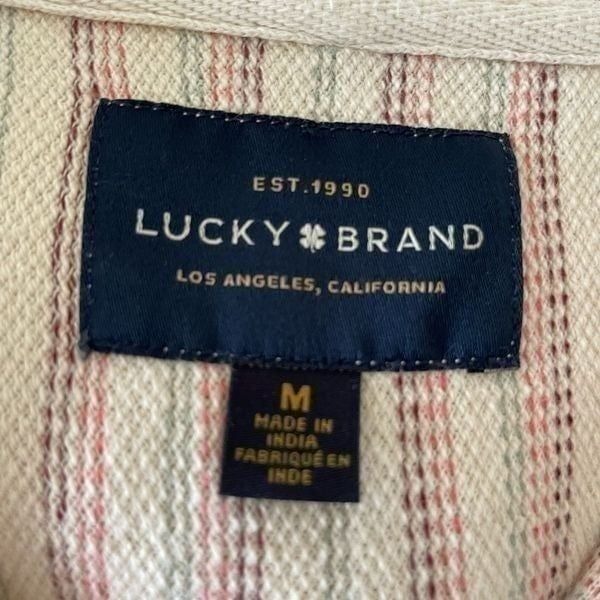 EST.1990
LUCKY BRAND
LOS ANGELES, CALIFORNIA
M
MADE IN
INDIA
FABRIQUÉ EN
INDE